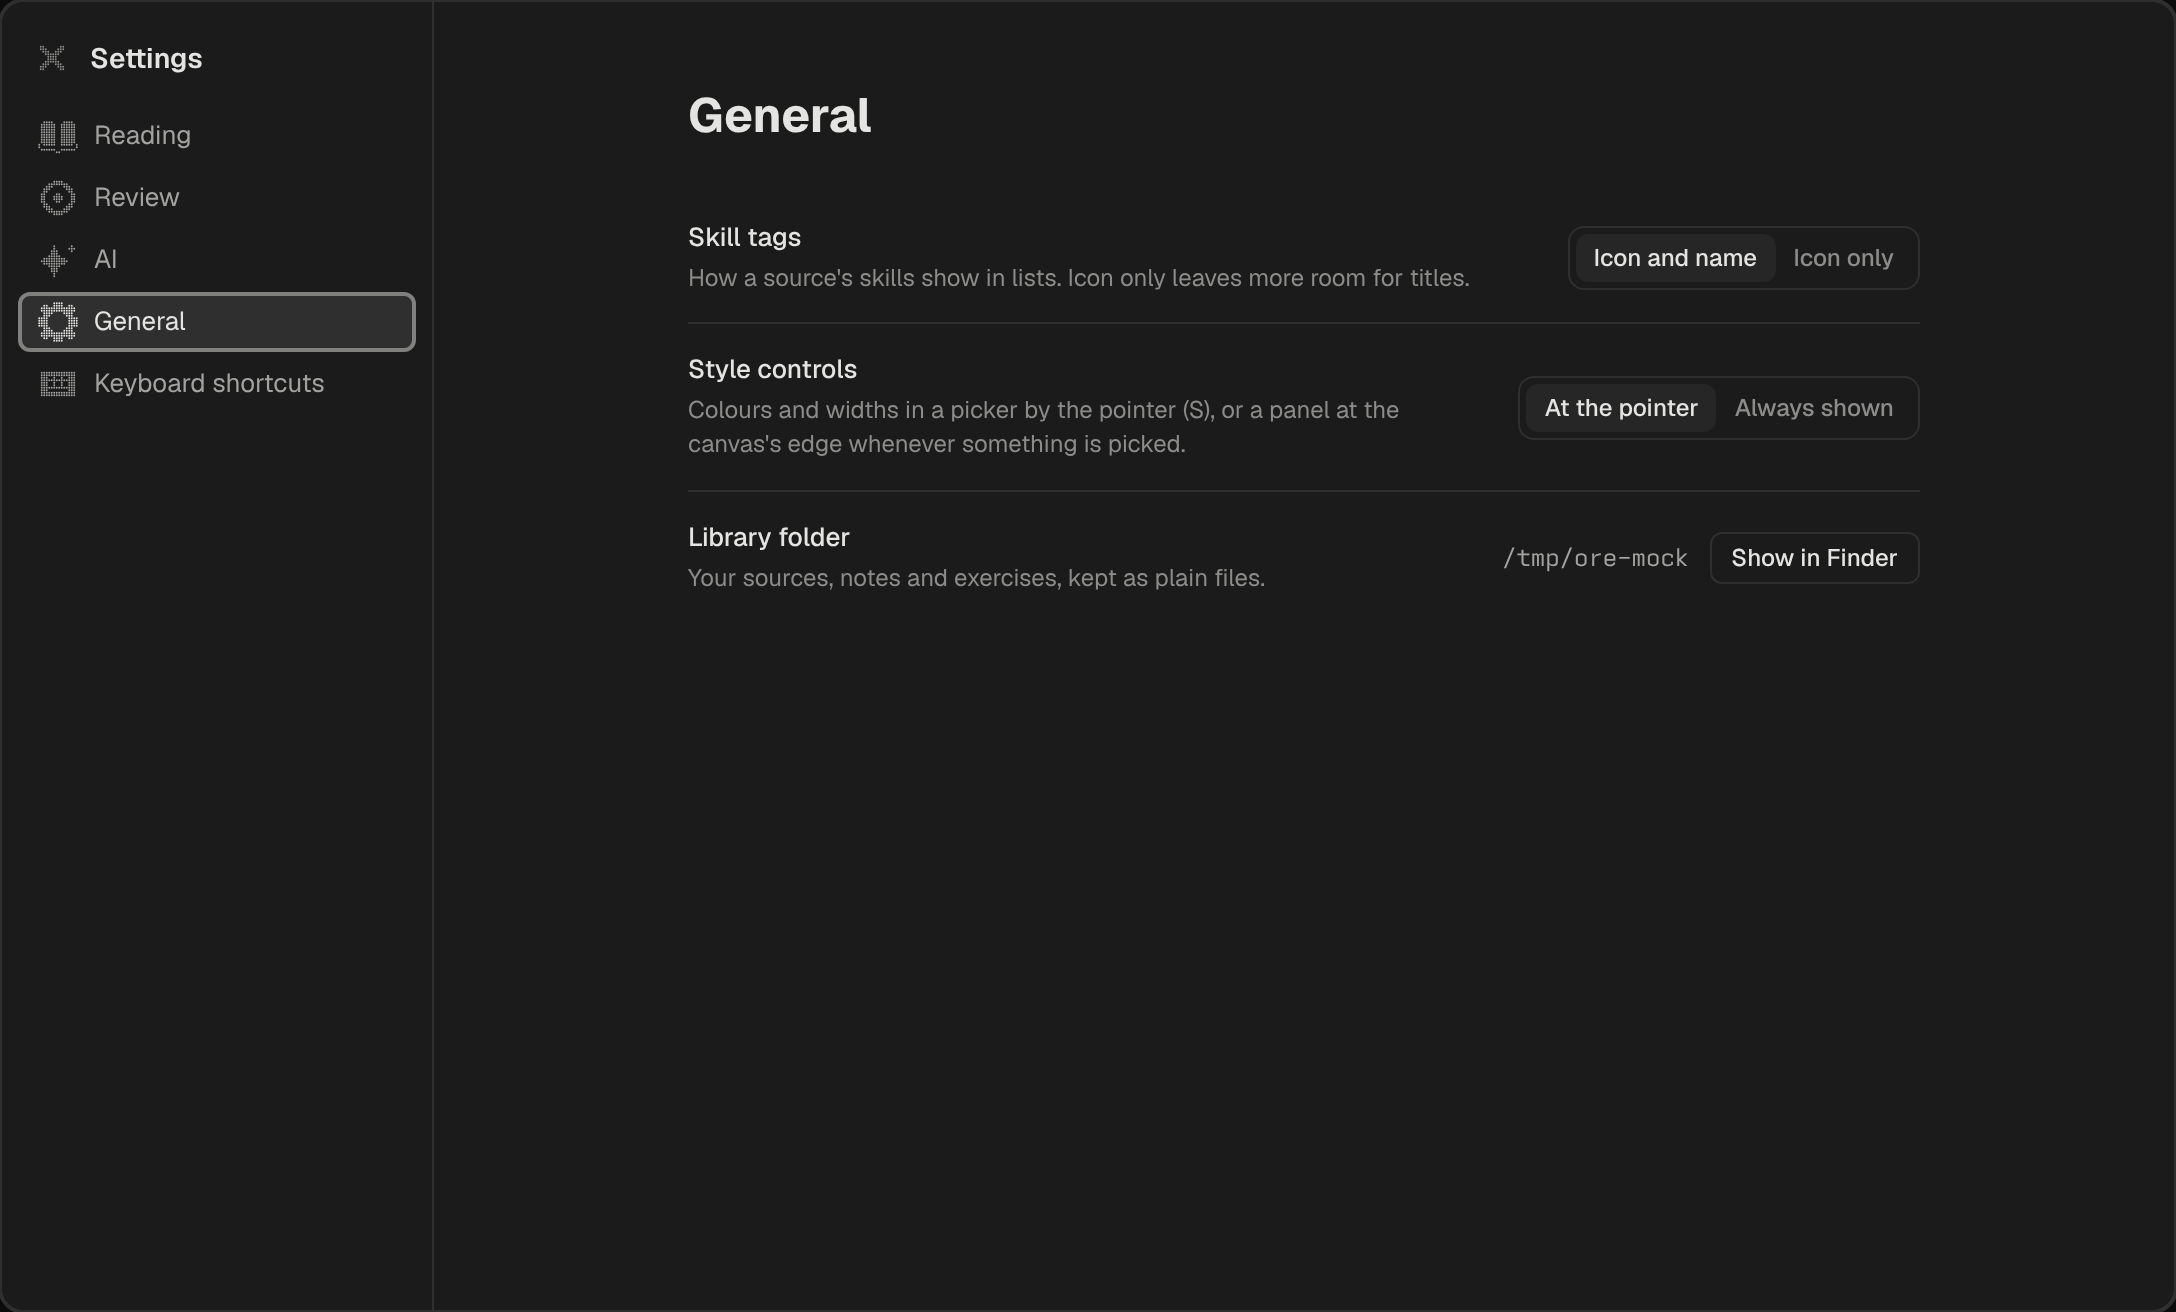 Settings
Reading
Review
AI
General
Keyboard shortcuts
General
Skill tags
How a source's skills show in lists. Icon only leaves more room for titles.
Icon and name
Icon only
Style controls
Colours and widths in a picker by the pointer (S), or a panel at the
canvas's edge whenever something is picked.
At the pointer
Always shown
Library folder
Your sources, notes and exercises, kept as plain files.
/tmp/ore-mock
Show in Finder